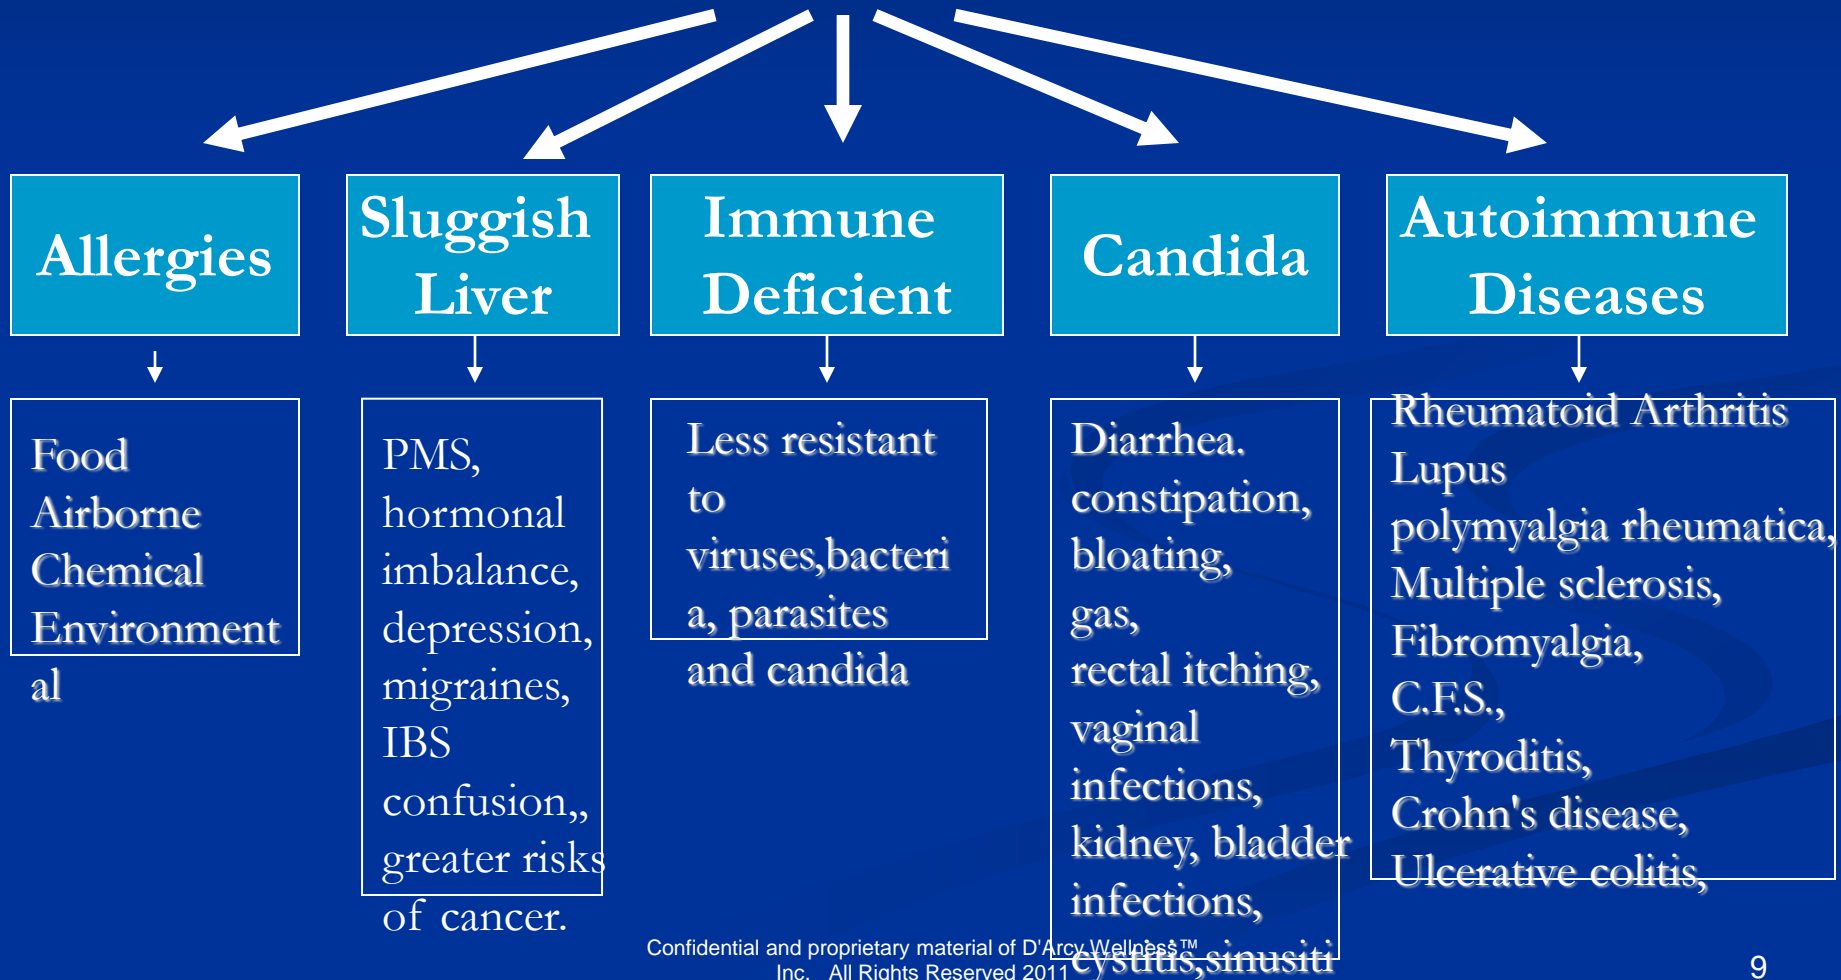 Allergies
Sluggish
Liver
Immune
Deficient
Candida
Autoimmune
Diseases
Food
Airborne
Chemical
Environment
al
PMS,
hormonal
imbalance,
depression,
migraines,
IBS
confusion,,
greater risks
of cancer.
Less resistant
to
viruses,bacteri
a, parasites
and candida
Diarrhea.
constipation,
bloating,
gas,
rectal itching,
vaginal
infections,
kidney, bladder
infections,
cystitis,sinusiti
Rheumatoid Arthritis
Lupus
polymyalgia rheumatica,
Multiple sclerosis,
Fibromyalgia,
C.F.S.,
Thyroditis,
Crohn's disease,
Ulcerative colitis,
Confidential and proprietary material of D'Arcy Wellness™
Inc. All Rights Reserved 2011
9